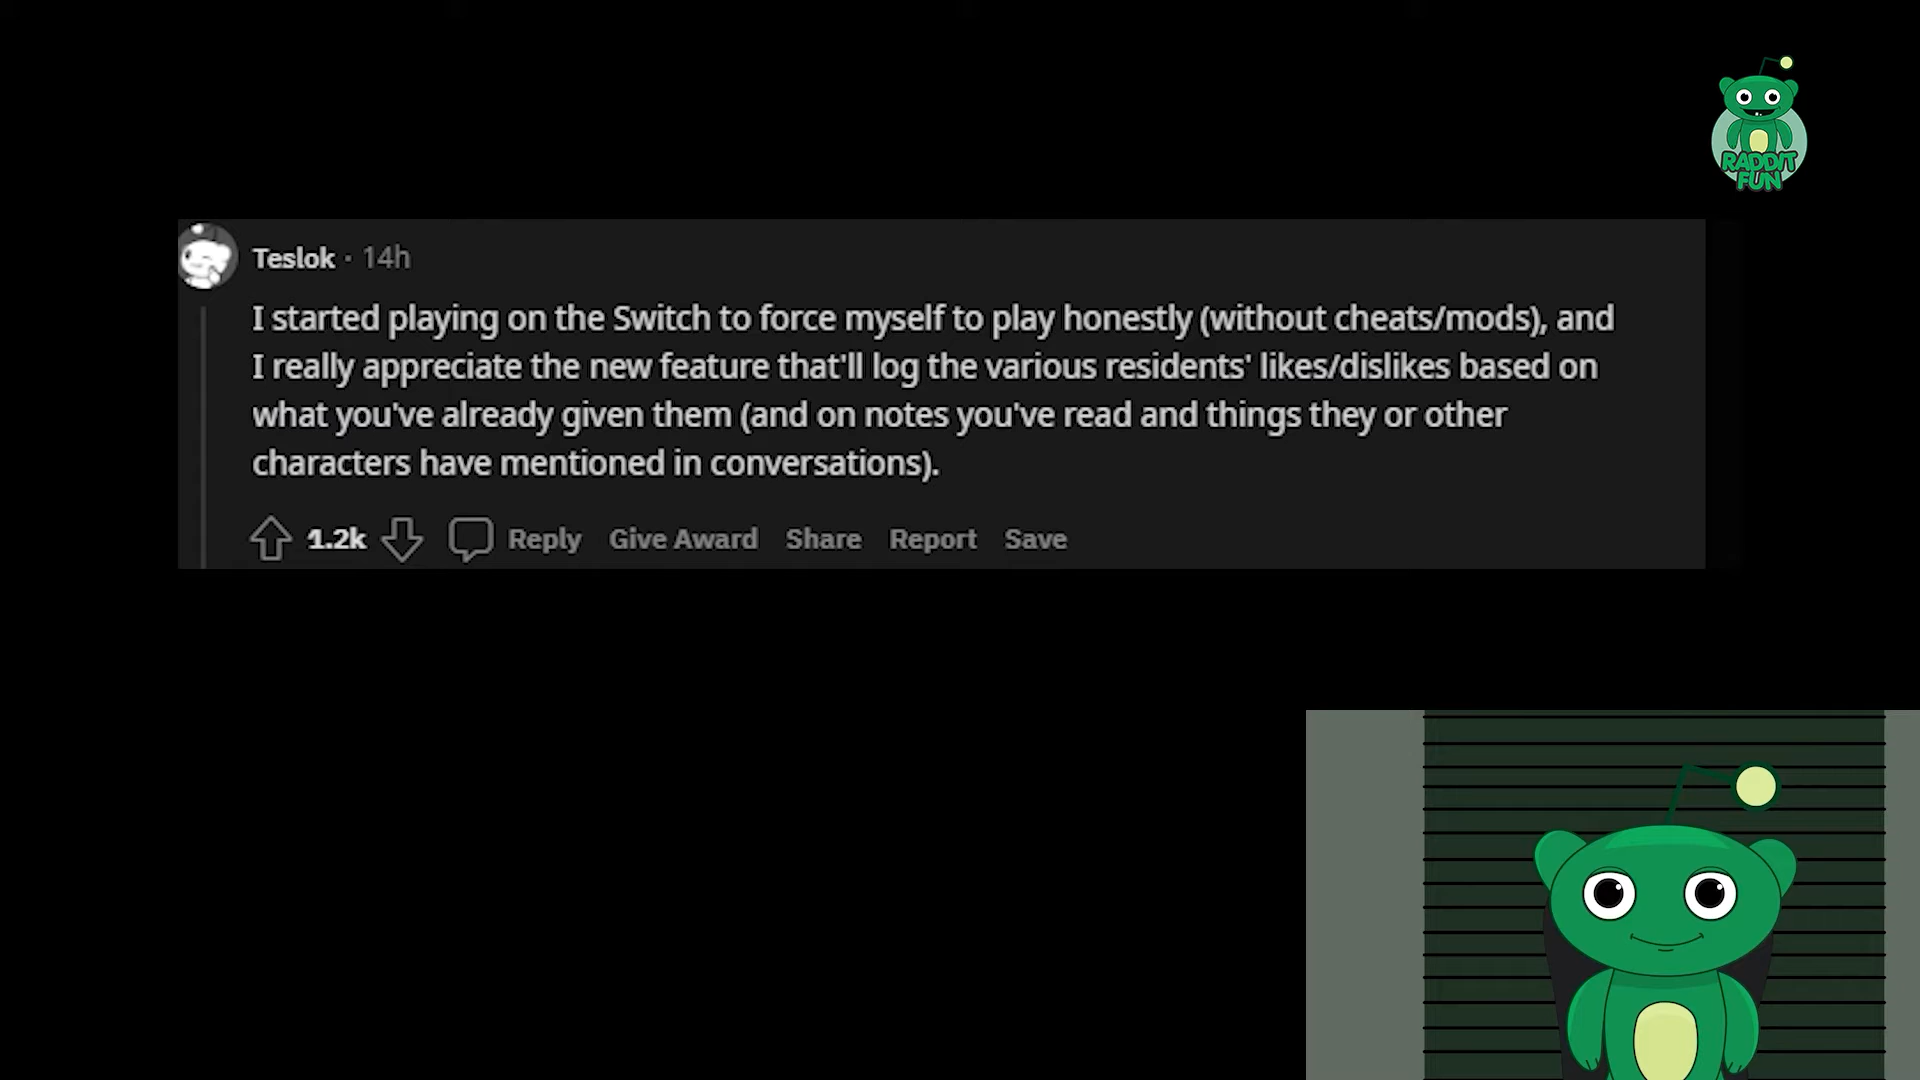 RADDIT
FUN
Teslok · 14h
I started playing on the Switch to force myself to play honestly (without cheats/mods), and
I really appreciate the new feature that'll log the various residents' likes/dislikes based on
what you've already given them (and on notes you've read and things they or other
characters have mentioned in conversations).
1.2k Reply Give Award Share Report Save